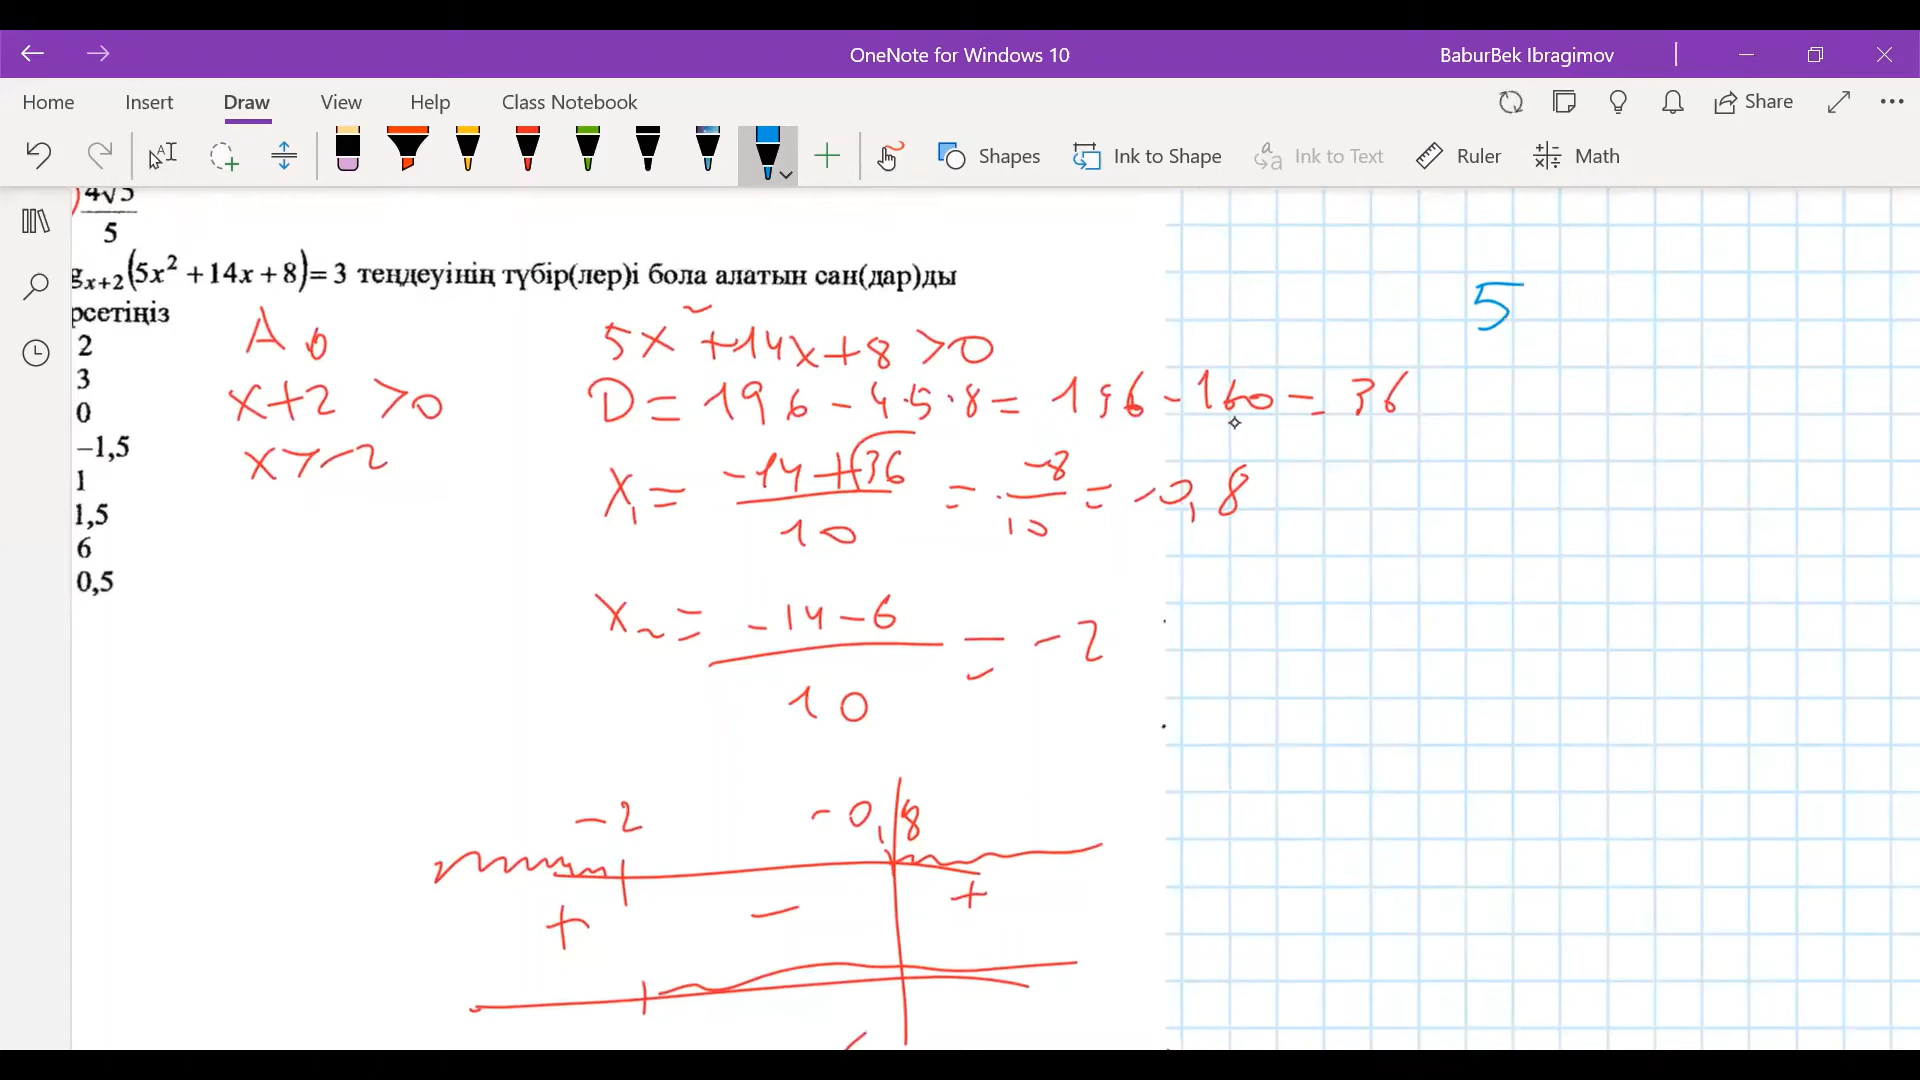 OneNote for Windows 10
BaburBek Ibragimov
Home Insert Draw View Help Class Notebook
Share
Shapes Ink to Shape Ink to Text Ruler Math
4√5
5
g x+2 (5x² +14x+8)= 3 теңдеуінің түбір(лер)і бола алатын сан(дар)ды
рсетіңіз
2
3
0
–1,5
1
1,5
6
0,5
x+2 >0
x>-2
5x²+14x+8 >0
D = 196 - 4·5·8 = 196 - 160 = 36
x₁ = -14+√36 / 10 = -8 / 10 = -0,8
x₂ = -14-6 / 10 = -2
-2 -0,8
+ - +
5